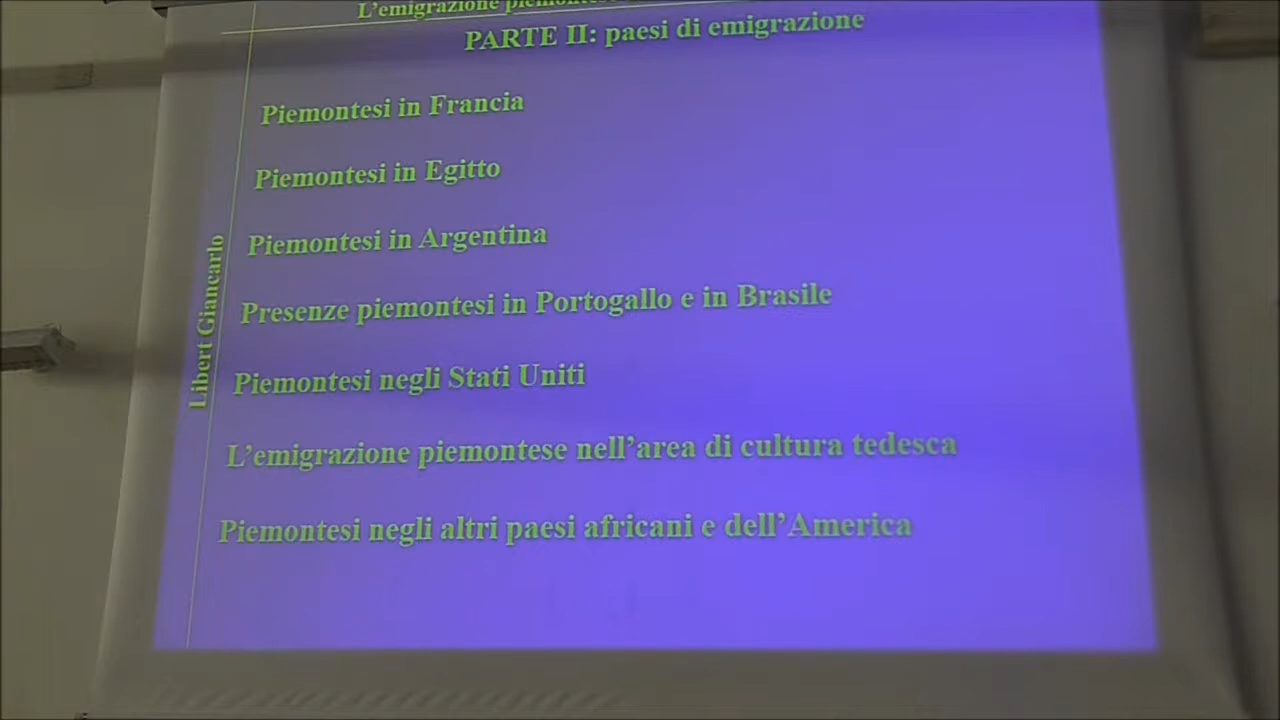 L'emigrazione
PARTE II: paesi di emigrazione
Piemontesi in Francia
Piemontesi in Egitto
Piemontesi in Argentina
Presenze piemontesi in Portogallo e in Brasile
Piemontesi negli Stati Uniti
L'emigrazione piemontese nell'area di cultura tedesca
Piemontesi negli altri paesi africani e dell'America
Libert Giancarlo